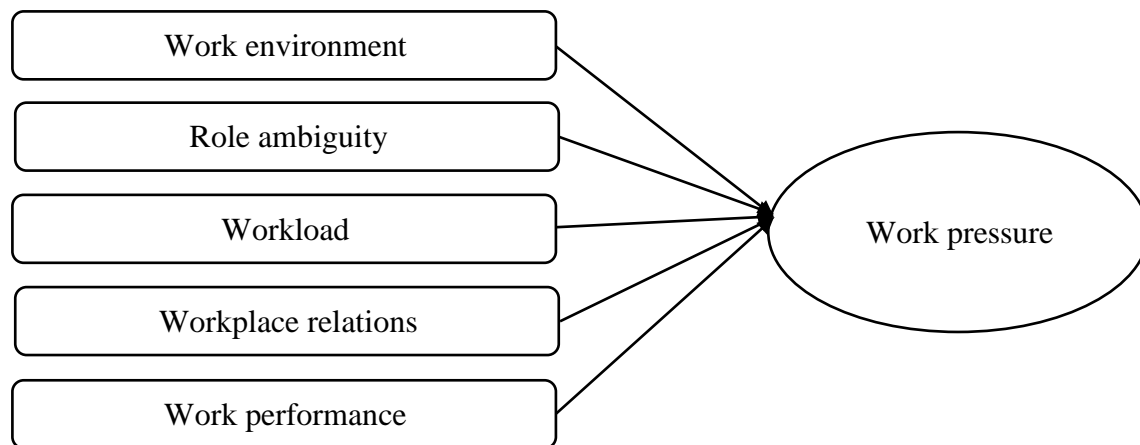 Work environment
Role ambiguity
Workload
Workplace relations
Work performance
Work pressure